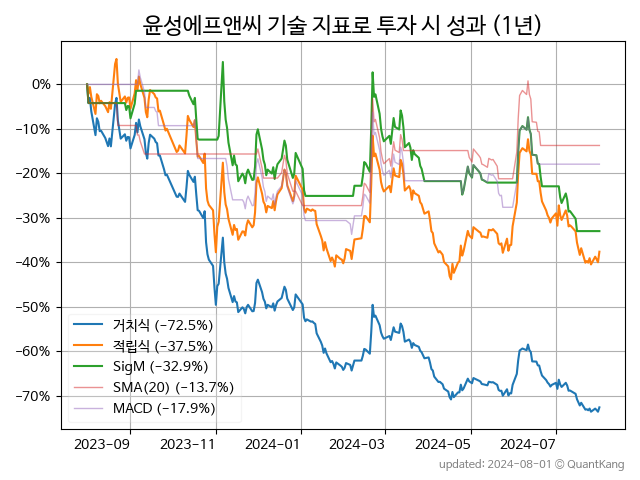 윤성에프앤씨 기술 지표로 투자 시 성과 (1년)
0%
−10%
−20%
−30%
−40%
−50%
−60%
−70%
거치식 (−72.5%)
적립식 (−37.5%)
SigM (−32.9%)
SMA(20) (−13.7%)
MACD (−17.9%)
2023-09 2023-11 2024-01 2024-03 2024-05 2024-07
updated: 2024-08-01 © QuantKang